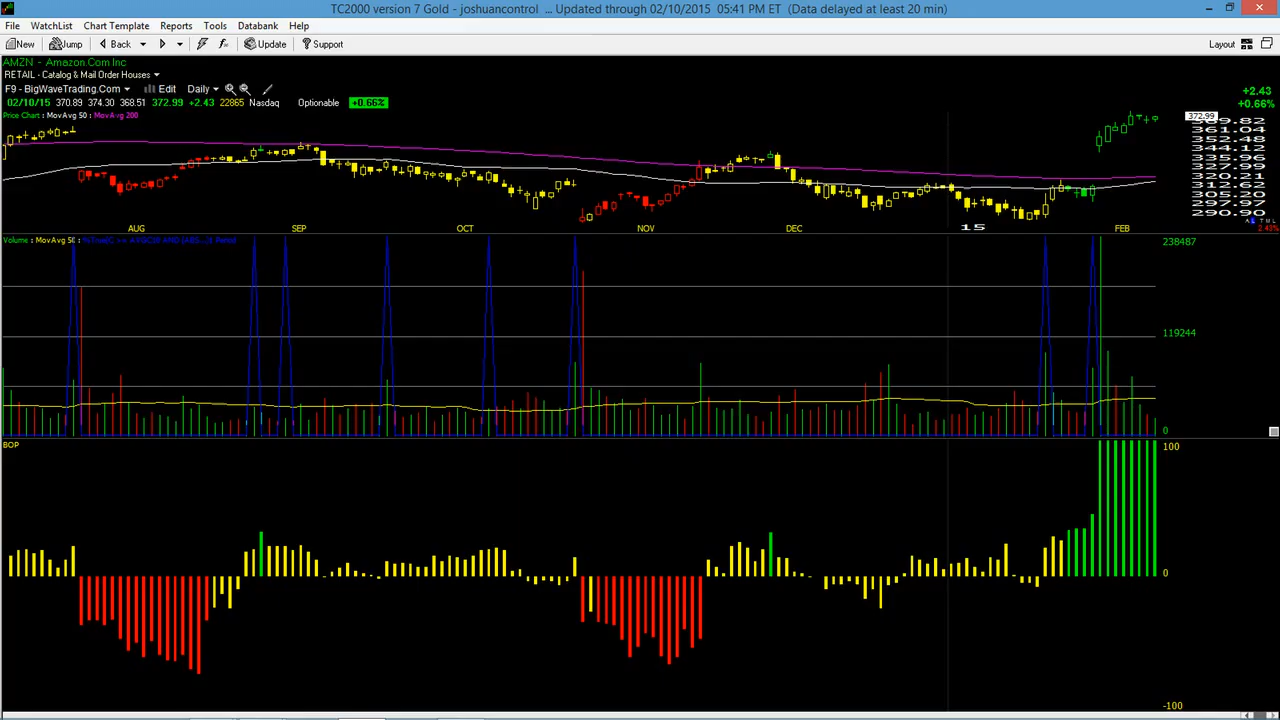 TC2000 version 7 Gold - joshuancontrol ... Updated through 02/10/2015 05:41 PM ET (Data delayed at least 20 min)
File WatchList Chart Template Reports Tools Databank Help
New Jump Back Update Support Layout
AMZN - Amazon.Com Inc
RETAIL - Catalog & Mail Order Houses
F9 - BigWaveTrading.Com Edit Daily
+2.43
02/10/15 370.89 374.30 368.51 372.99 +2.43 22865 Nasdaq Optionable +0.66%
+0.66%
Price Chart : MovAvg 50 : MovAvg 200
372.99
361.04
352.48
344.12
335.96
327.99
320.21
312.62
305.20
297.97
290.90
2.43%
AUG SEP OCT NOV DEC 15 FEB
Volume : MovAvg 50 :
238487
119244
0
BOP
100
0
-100